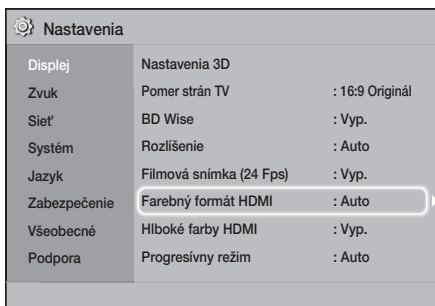 Nastavenia
Displej
Zvuk
Sieť
Systém
Jazyk
Zabezpečenie
Všeobecné
Podpora
Nastavenia 3D
Pomer strán TV : 16:9 Originál
BD Wise : Vyp.
Rozlíšenie : Auto
Filmová snímka (24 Fps) : Vyp.
Farebný formát HDMI : Auto
Hlboké farby HDMI : Vyp.
Progresívny režim : Auto